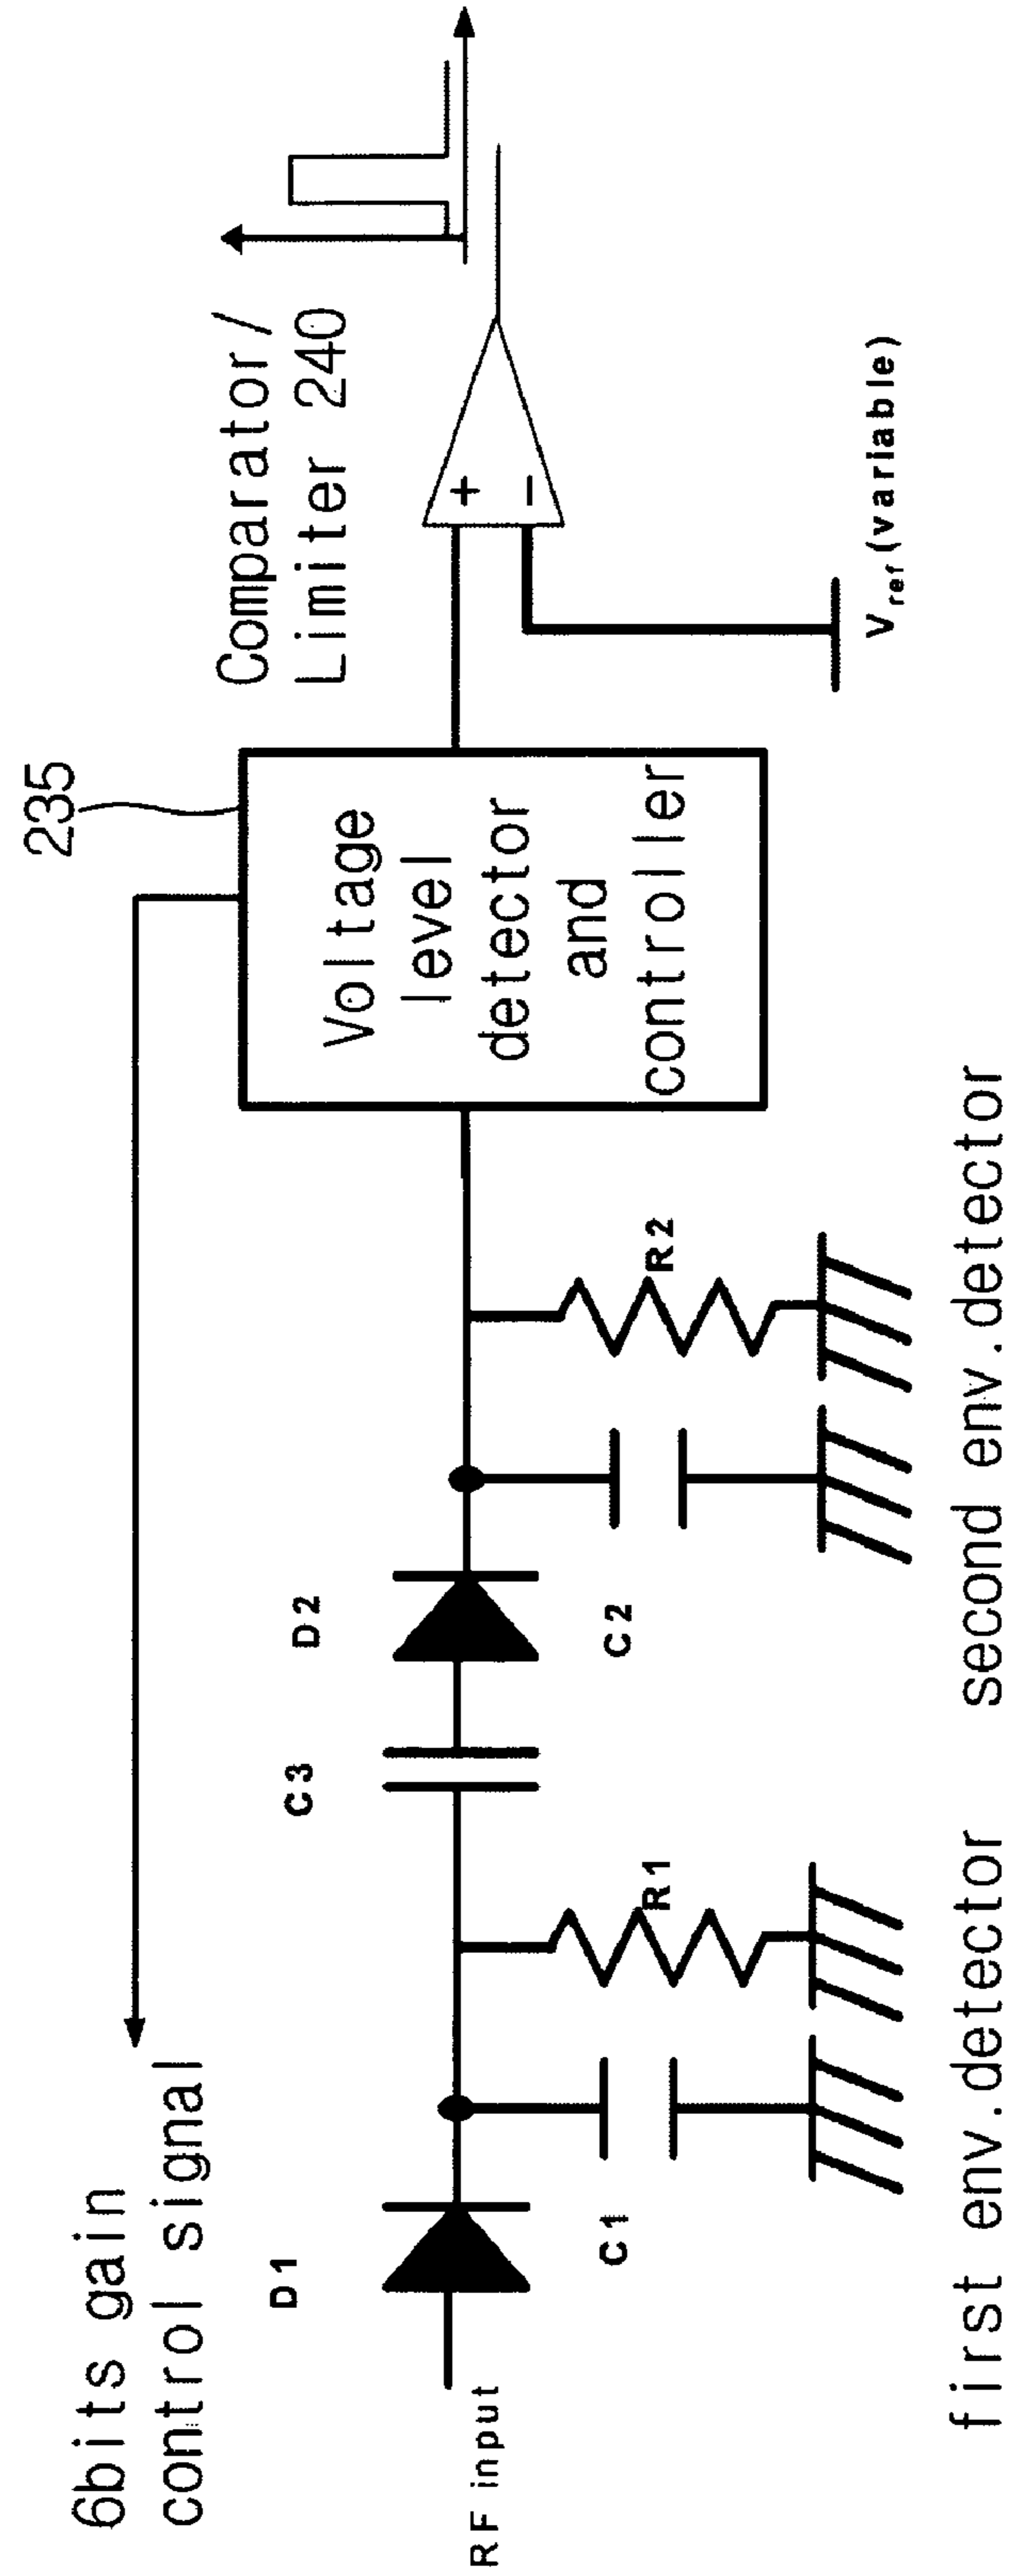 6bits gain
control signal
235
Comparator/
Limiter 240
Voltage
level
detector
and
controller
+
−
RF input
D1
C1
R1
C3
D2
C2
R2
Vref(variable)
first env.detector
second env.detector